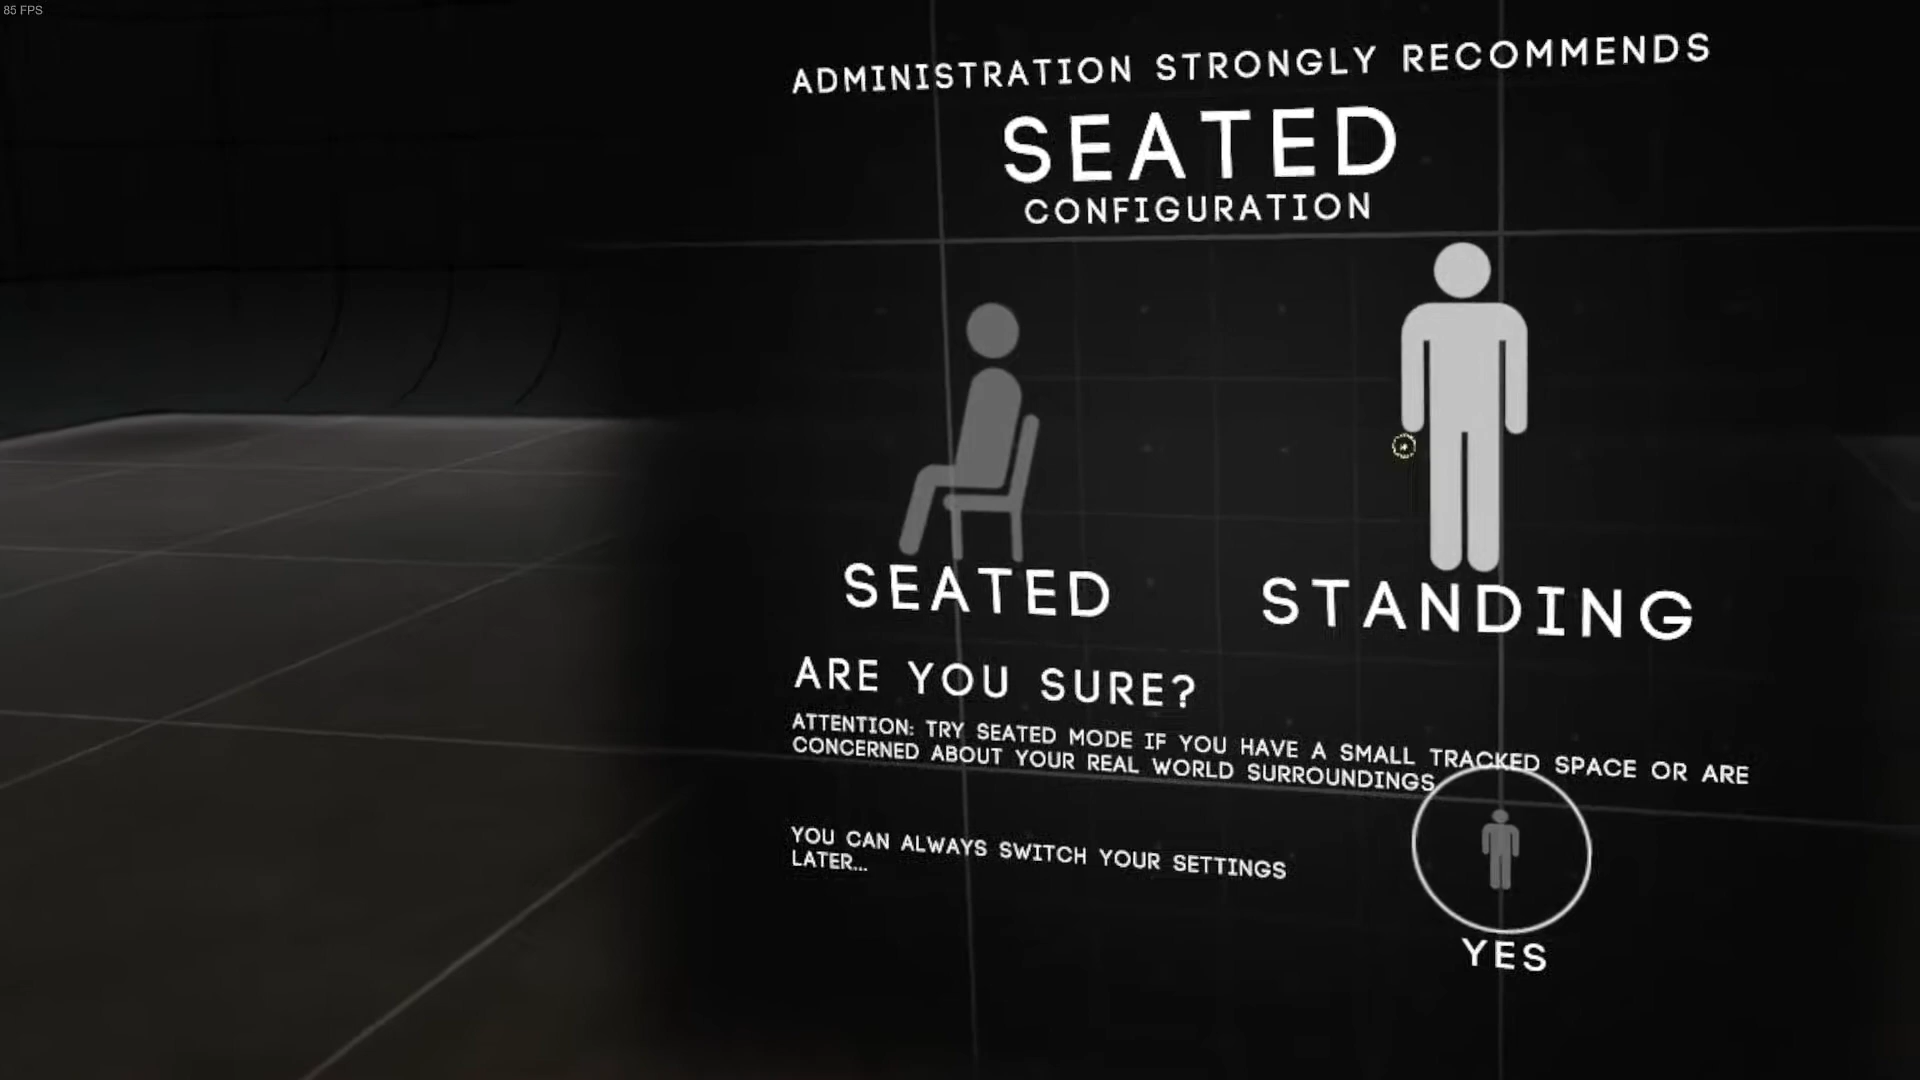 85 FPS
ADMINISTRATION STRONGLY RECOMMENDS
SEATED
CONFIGURATION
SEATED
STANDING
ARE YOU SURE?
ATTENTION: TRY SEATED MODE IF YOU HAVE A SMALL TRACKED SPACE OR ARE
CONCERNED ABOUT YOUR REAL WORLD SURROUNDINGS.
YOU CAN ALWAYS SWITCH YOUR SETTINGS
LATER...
YES